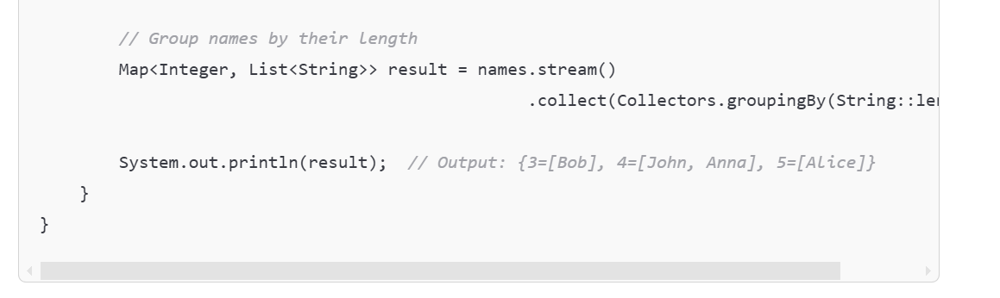 // Group names by their length
Map<Integer, List<String>> result = names.stream()
.collect(Collectors.groupingBy(String::le
System.out.println(result);  // Output: {3=[Bob], 4=[John, Anna], 5=[Alice]}
}
}